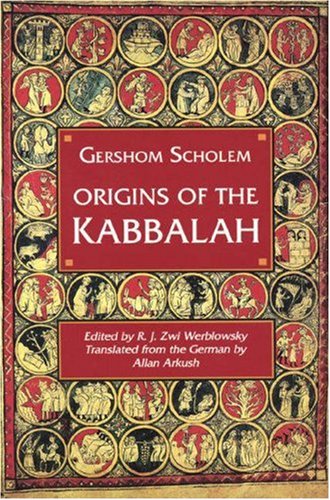 GERSHOM SCHOLEM
ORIGINS OF THE
KABBALAH
Edited by R. J. Zwi Werblowsky
Translated from the German by
Allan Arkush